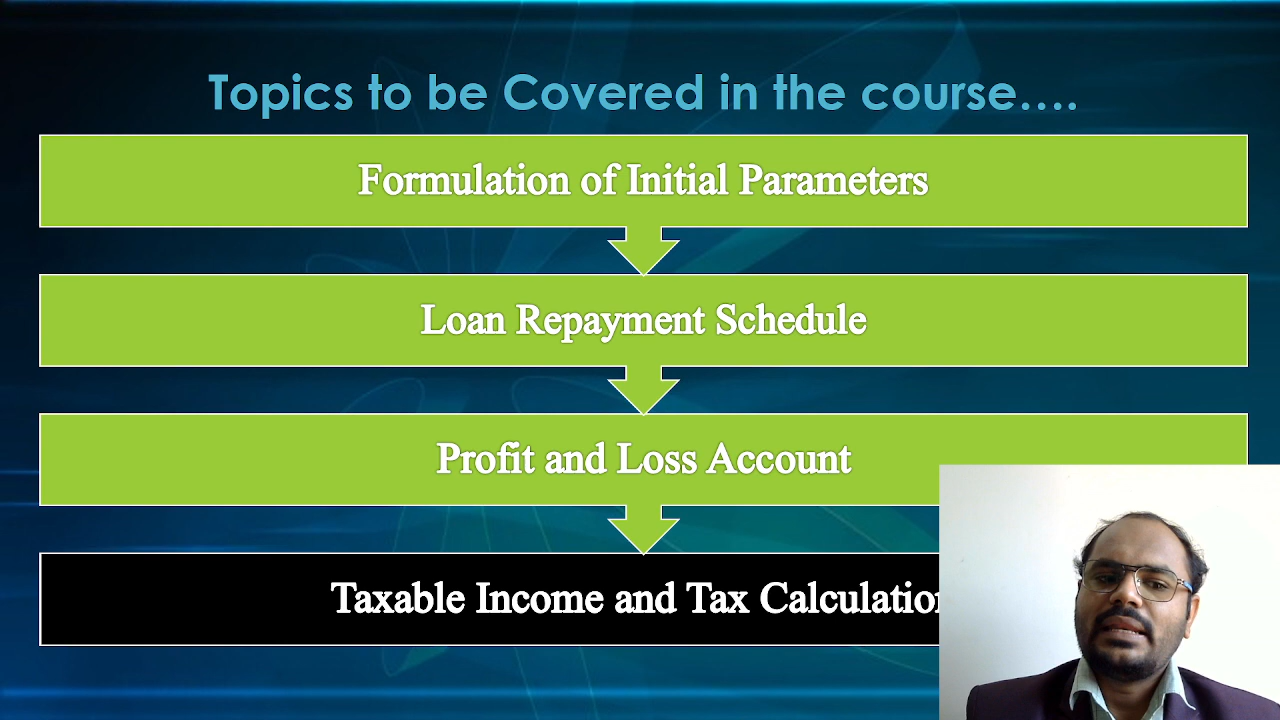 Topics to be Covered in the course....
Formulation of Initial Parameters
Loan Repayment Schedule
Profit and Loss Account
Taxable Income and Tax